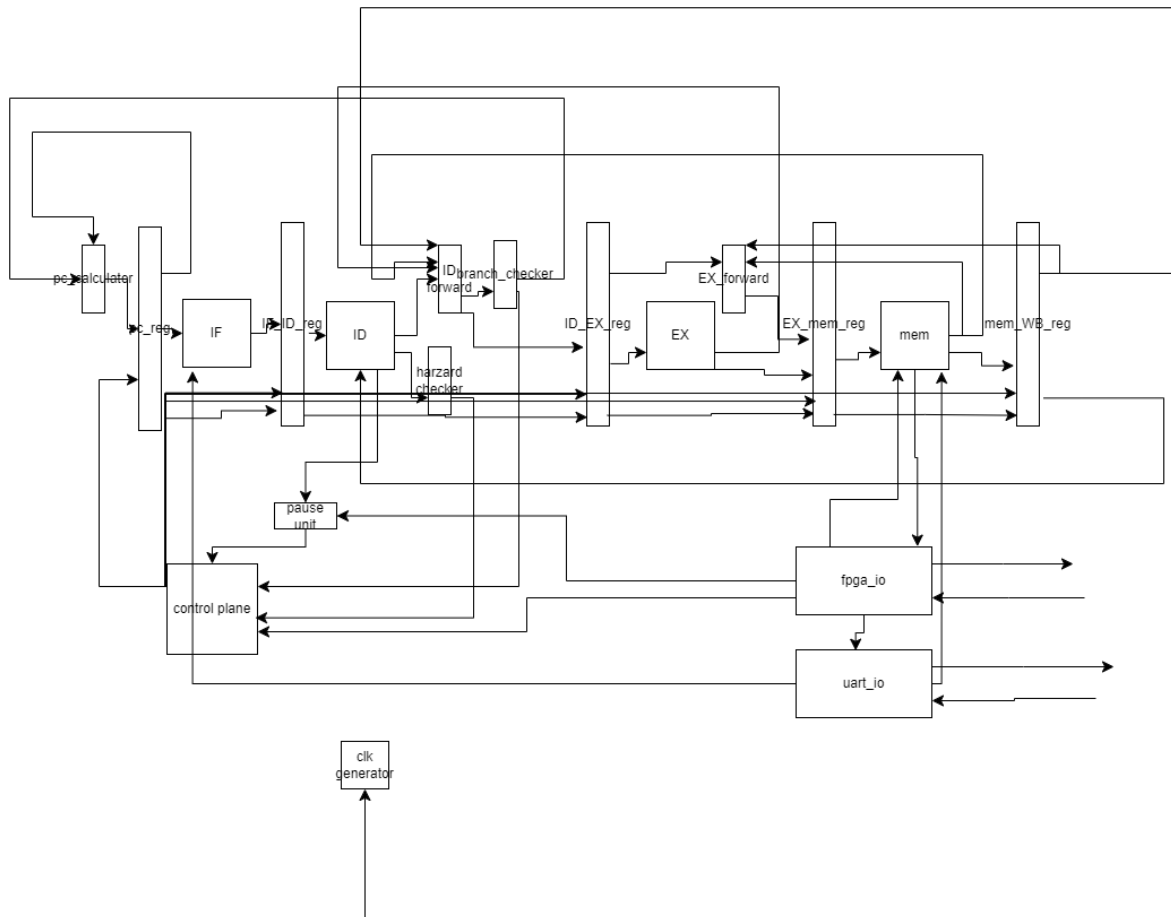 ID
forward
branch_checker
pc_calculator
EX_forward
pc_reg
IF
IF_ID_reg
ID
ID_EX_reg
EX
EX_mem_reg
mem
mem_WB_reg
harzard
checker
pause
unit
control plane
fpga_io
uart_io
clk
generator